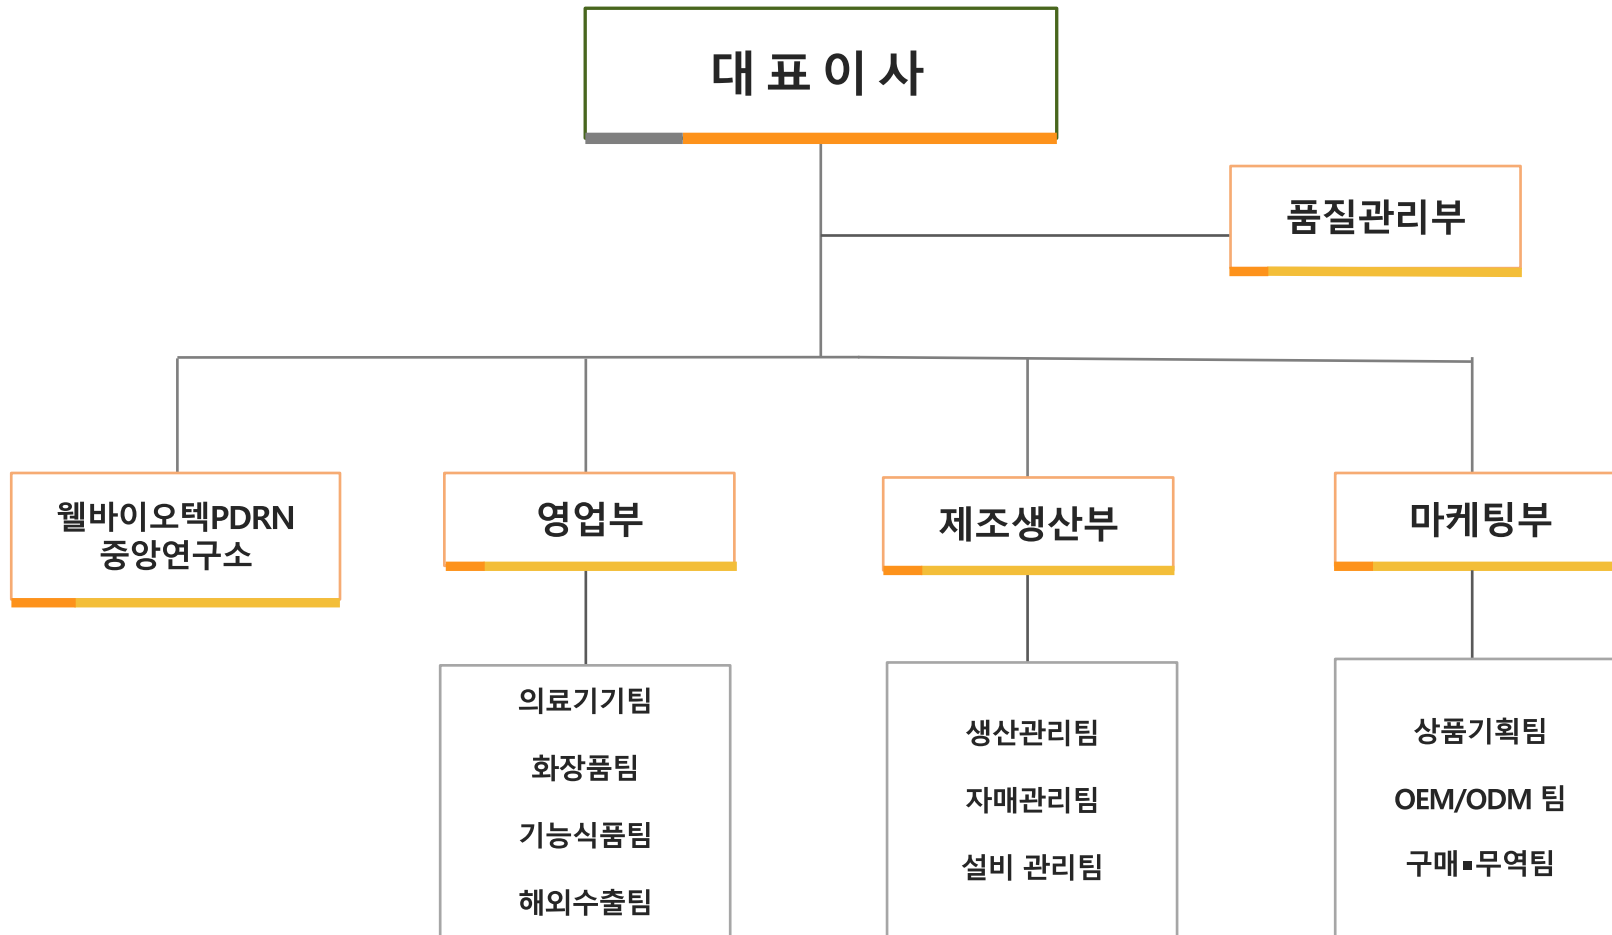 대표이사
품질관리부
웰바이오텍PDRN
중앙연구소
영업부
제조생산부
마케팅부
의료기기팀
화장품팀
기능식품팀
해외수출팀
생산관리팀
자매관리팀
설비 관리팀
상품기획팀
OEM/ODM 팀
구매▪무역팀